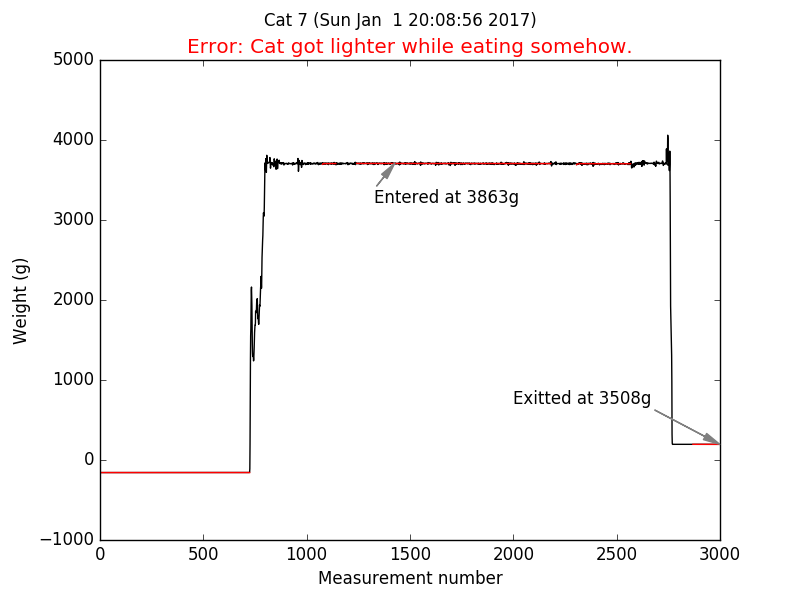 Cat 7 (Sun Jan  1 20:08:56 2017)
Error: Cat got lighter while eating somehow.
5000
4000
3000
2000
1000
0
−1000
Weight (g)
Entered at 3863g
Exitted at 3508g
0
500
1000
1500
2000
2500
3000
Measurement number